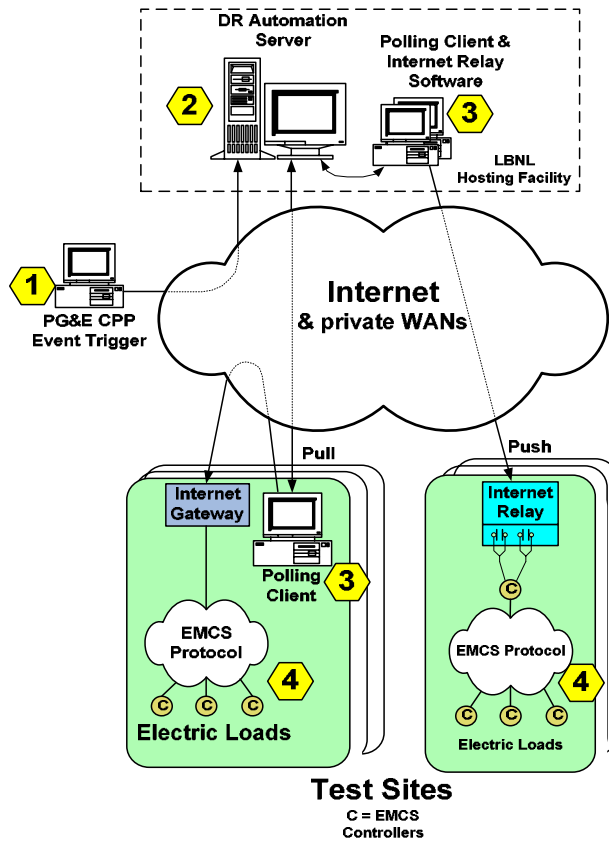 DR Automation
Server
Polling Client &
Internet Relay
Software
2
3
LBNL
Hosting Facility
1
PG&E CPP
Event Trigger
Internet
& private WANs
Pull
Push
Internet
Gateway
Internet
Relay
Polling
Client
3
C
EMCS
Protocol
EMCS Protocol
4
4
C
C
C
C
C
C
Electric Loads
Electric Loads
Test Sites
C = EMCS
Controllers